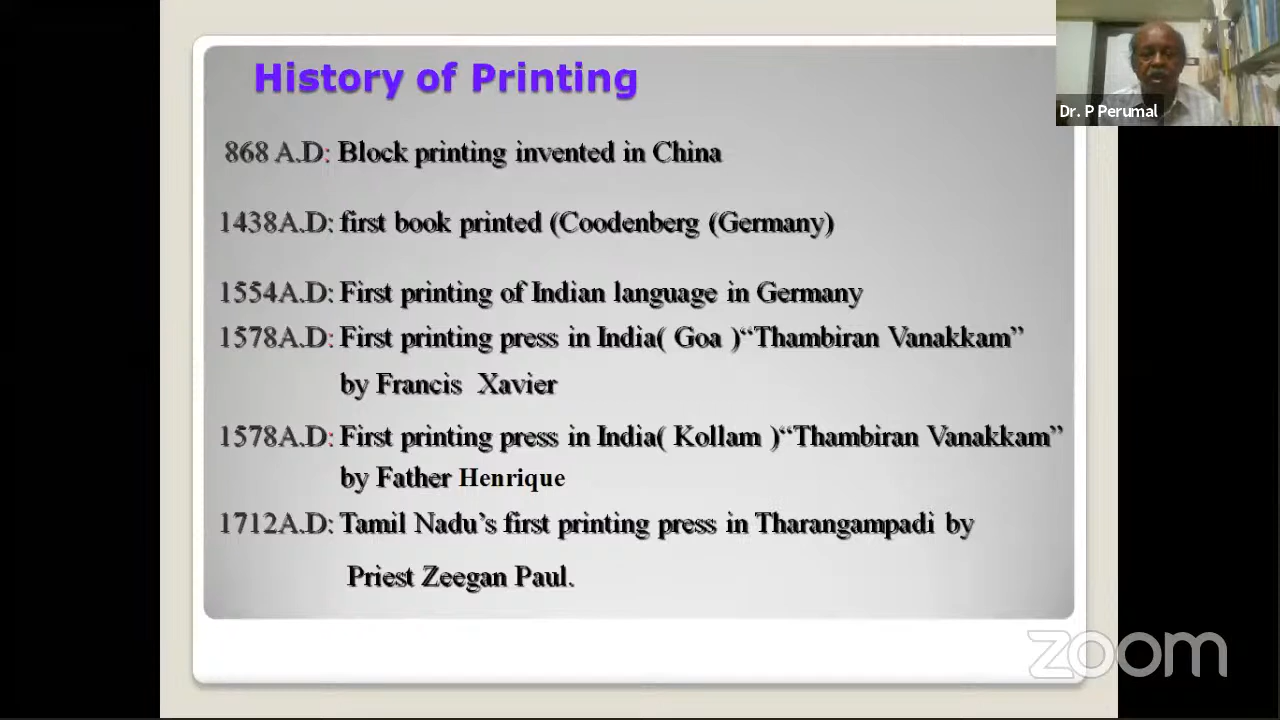 History of Printing
Dr. P Perumal
868 A.D: Block printing invented in China
1438A.D: first book printed (Coodenberg (Germany)
1554A.D: First printing of Indian language in Germany
1578A.D: First printing press in India( Goa )“Thambiran Vanakkam”
by Francis Xavier
1578A.D: First printing press in India( Kollam )“Thambiran Vanakkam”
by Father Henrique
1712A.D: Tamil Nadu’s first printing press in Tharangampadi by
Priest Zeegan Paul.
zoom